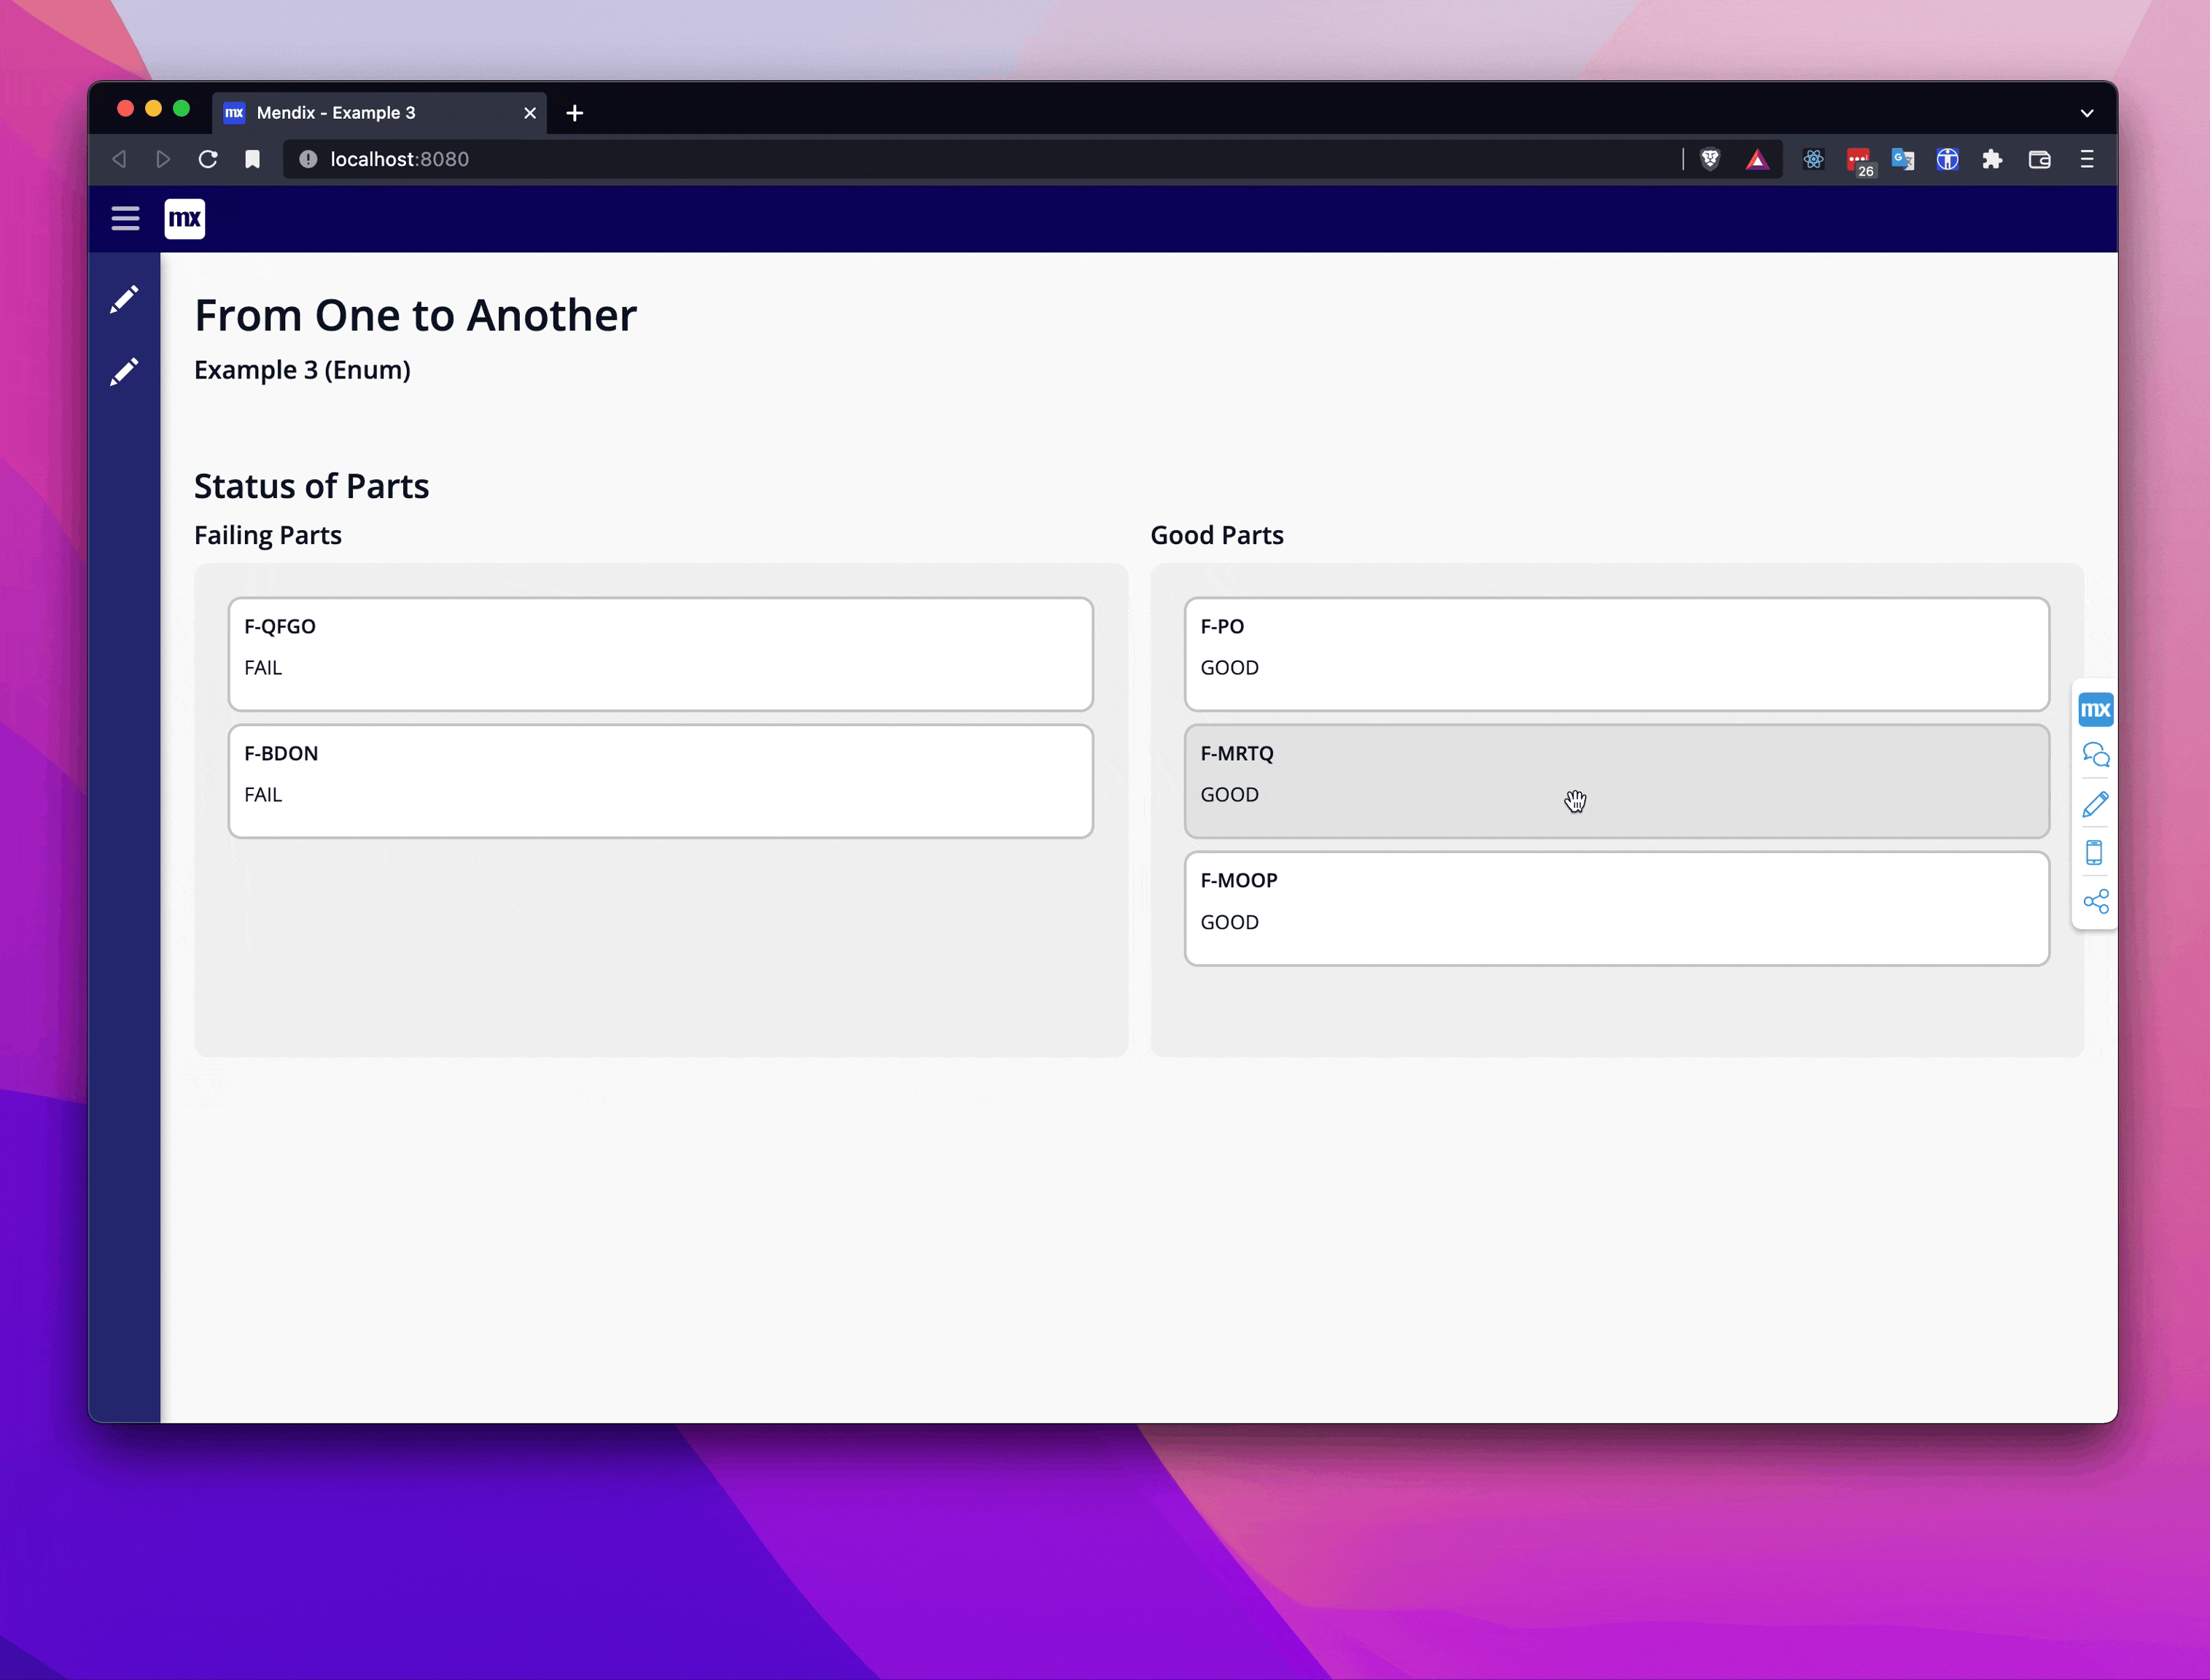 mx Mendix - Example 3
localhost:8080
26
mx
From One to Another
Example 3 (Enum)
Status of Parts
Failing Parts
F-QFGO
FAIL
F-BDON
FAIL
Good Parts
F-PO
GOOD
F-MRTQ
GOOD
F-MOOP
GOOD
mx